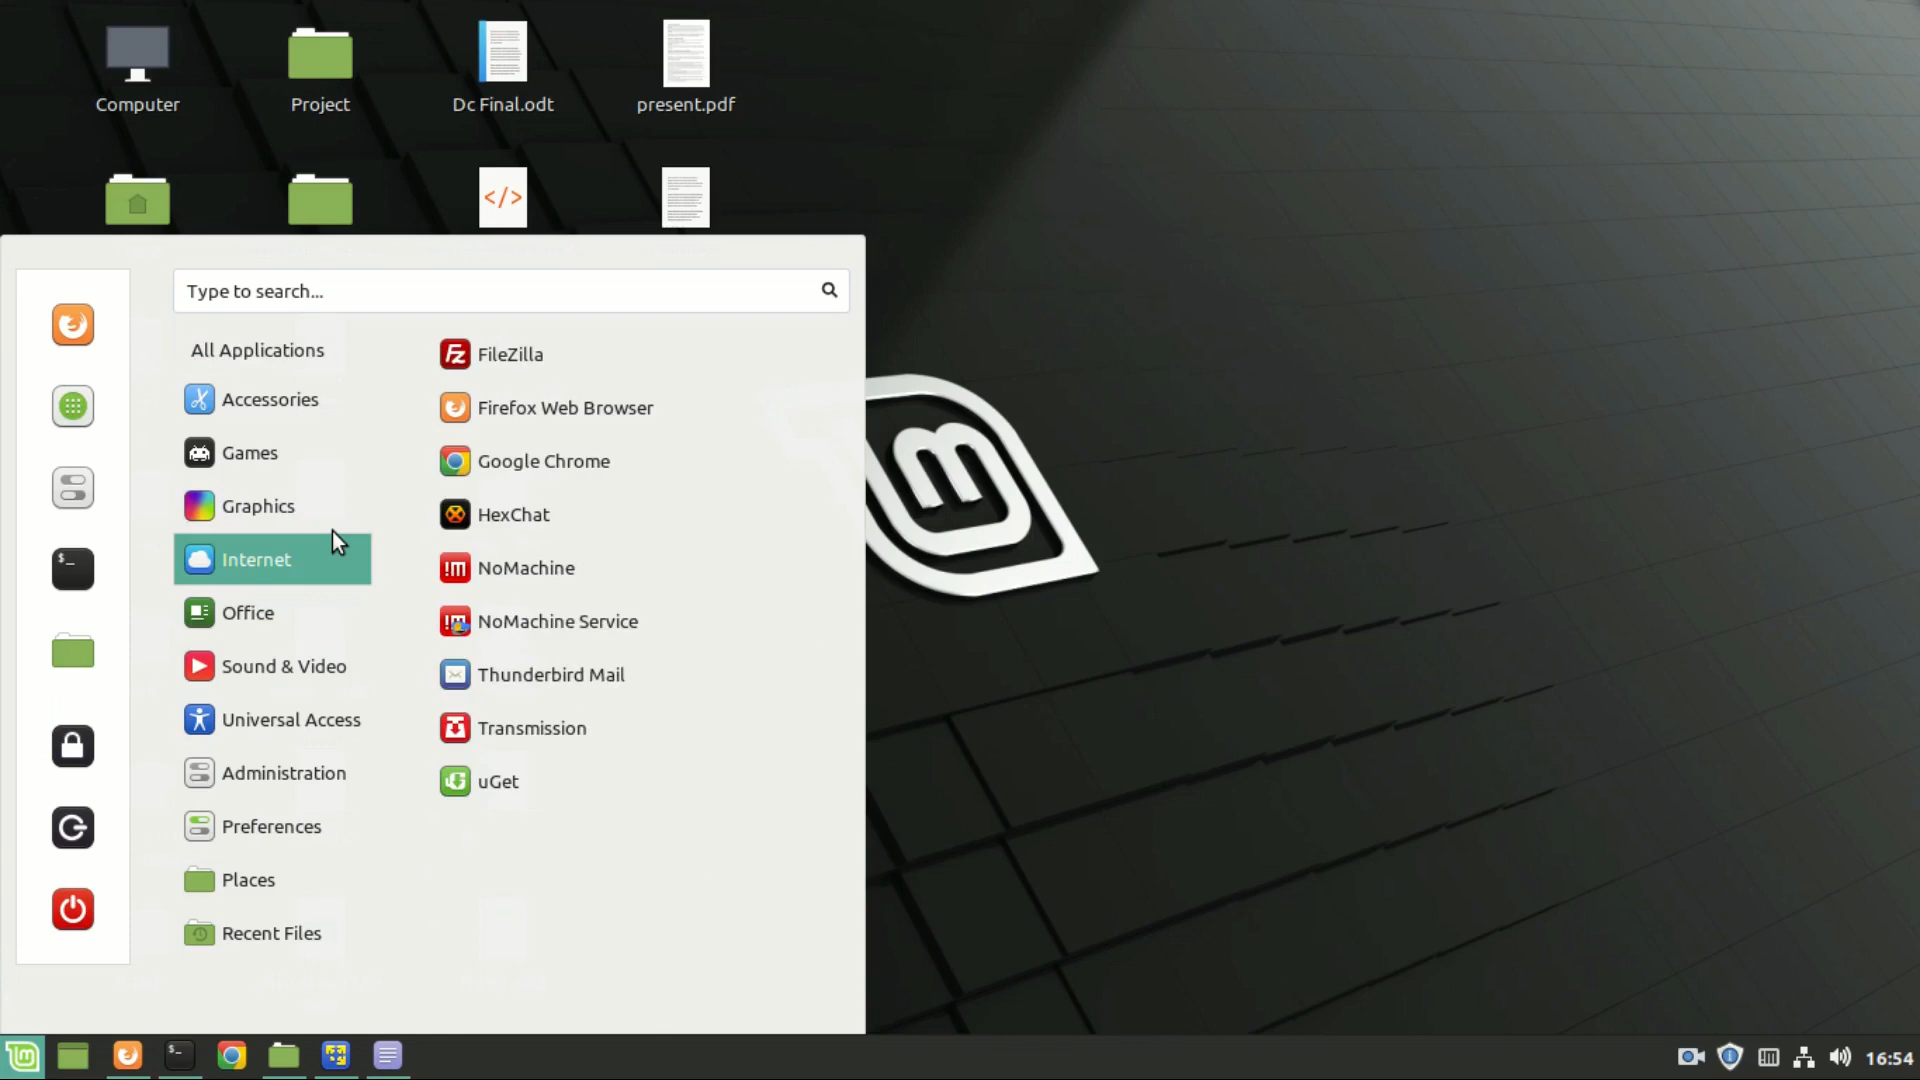 Computer
Project
Dc Final.odt
present.pdf
</>
Type to search...
All Applications
Accessories
Games
Graphics
Internet
Office
Sound & Video
Universal Access
Administration
Preferences
Places
Recent Files
FileZilla
Firefox Web Browser
Google Chrome
HexChat
NoMachine
NoMachine Service
Thunderbird Mail
Transmission
uGet
16:54